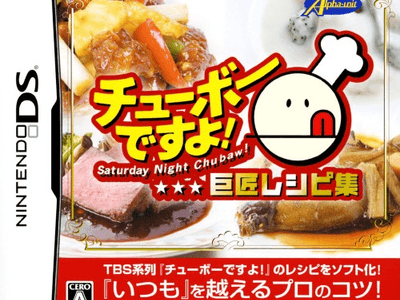 Alpha-unit
NINTENDO DS
チューボー
ですよ!
Saturday Night Chubaw!
★★★巨匠レシピ集
TBS系列『チューボーですよ!』のレシピをソフト化!
『いつも』を越えるプロのコツ!
CERO
A